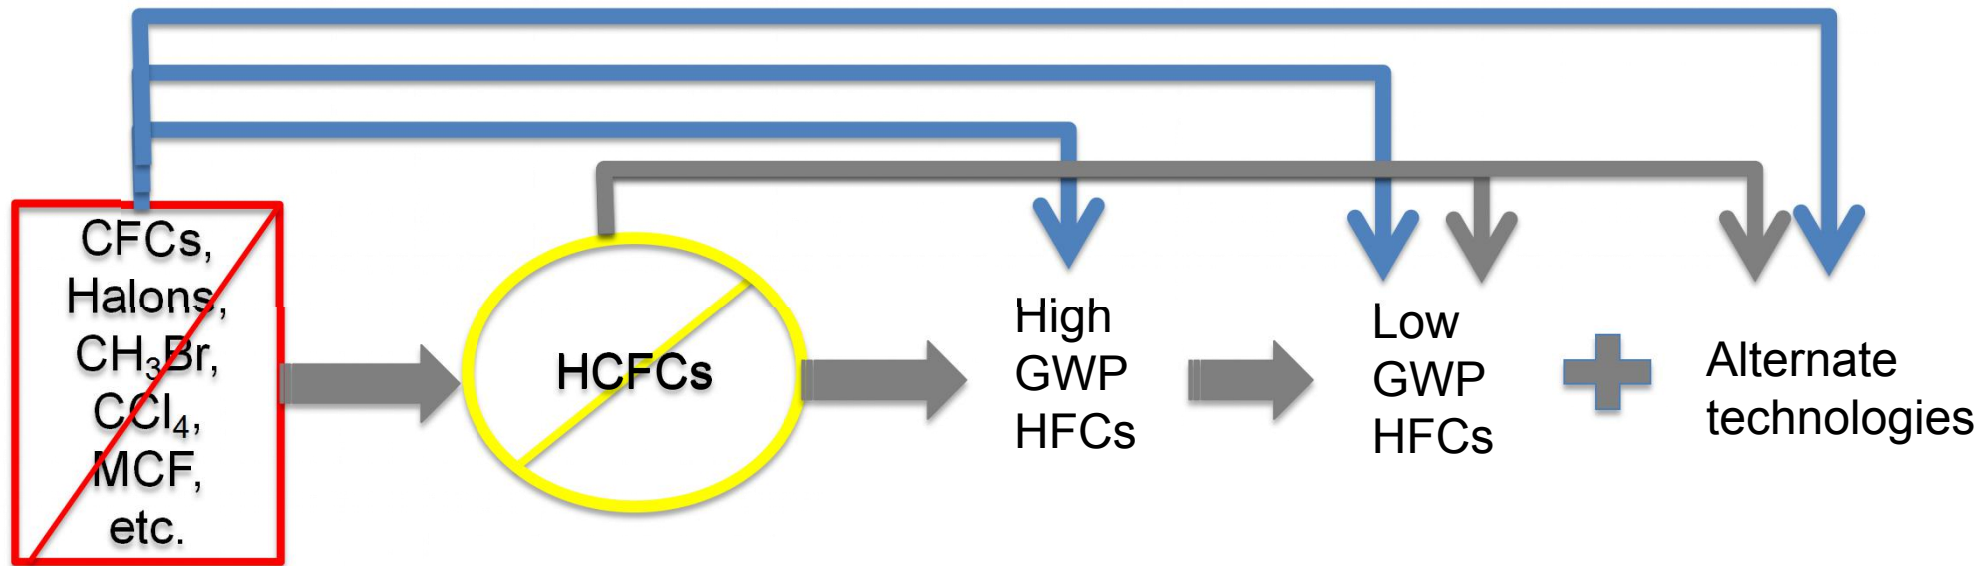 CFCs,
Halons,
CH₃Br,
CCl₄,
MCF,
etc.
HCFCs
High
GWP
HFCs
Low
GWP
HFCs
Alternate
technologies